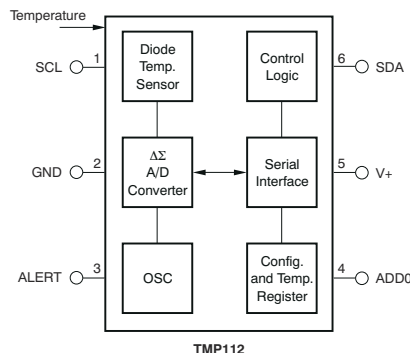 Temperature
SCL
1
Diode
Temp.
Sensor
Control
Logic
6
SDA
GND
2
ΔΣ
A/D
Converter
Serial
Interface
5
V+
ALERT
3
OSC
Config.
and Temp.
Register
4
ADD0
TMP112